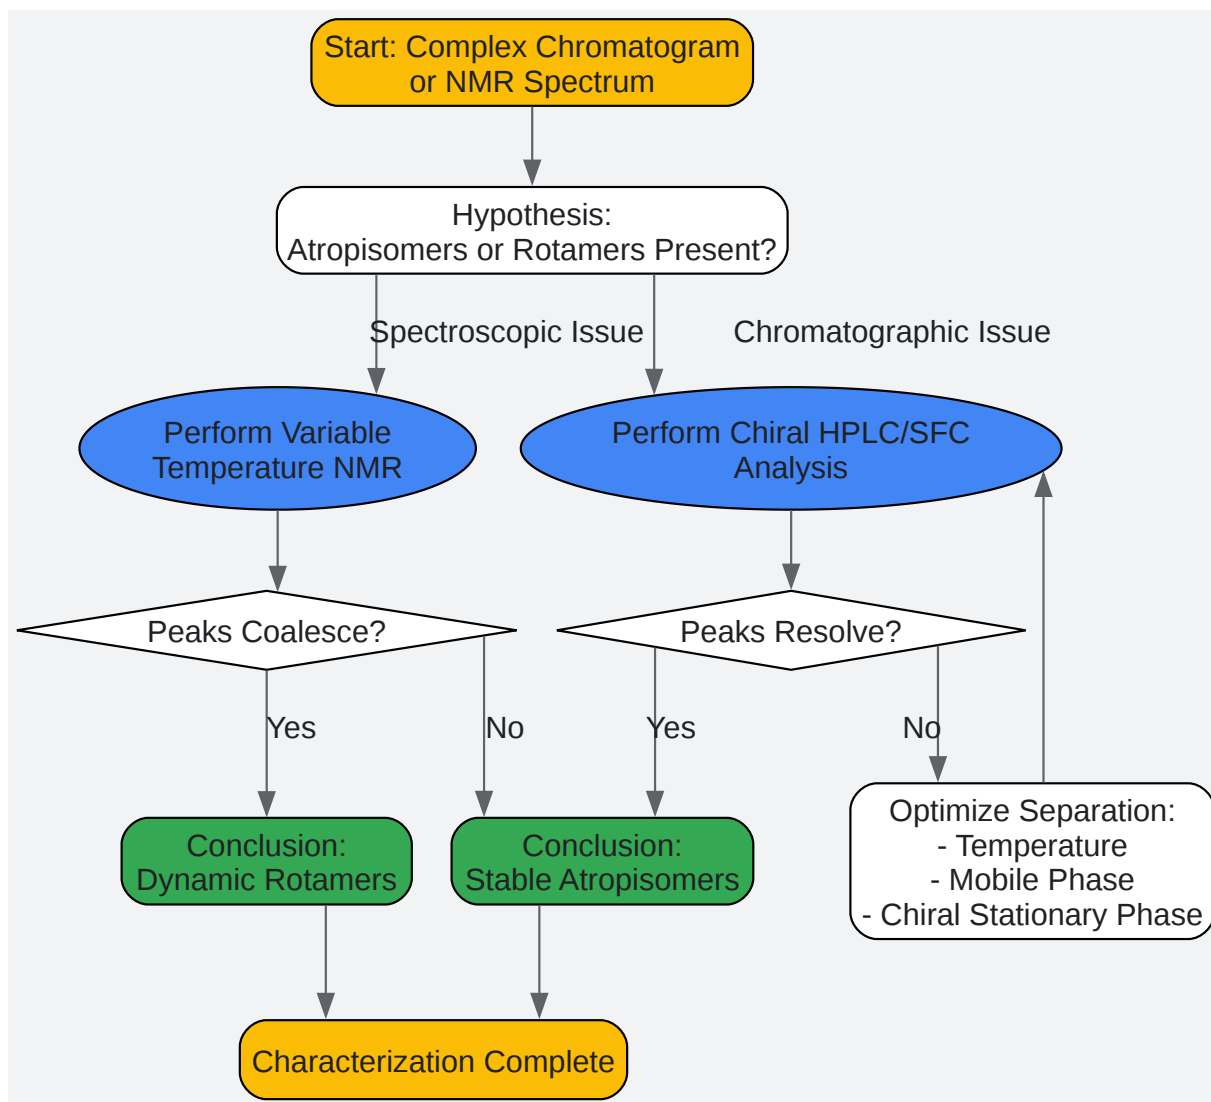 Start: Complex Chromatogram
or NMR Spectrum
Hypothesis:
Atropisomers or Rotamers Present?
Spectroscopic Issue
Chromatographic Issue
Perform Variable
Temperature NMR
Perform Chiral HPLC/SFC
Analysis
Peaks Coalesce?
Peaks Resolve?
Yes
No
Yes
No
Conclusion:
Dynamic Rotamers
Conclusion:
Stable Atropisomers
Optimize Separation:
- Temperature
- Mobile Phase
- Chiral Stationary Phase
Characterization Complete